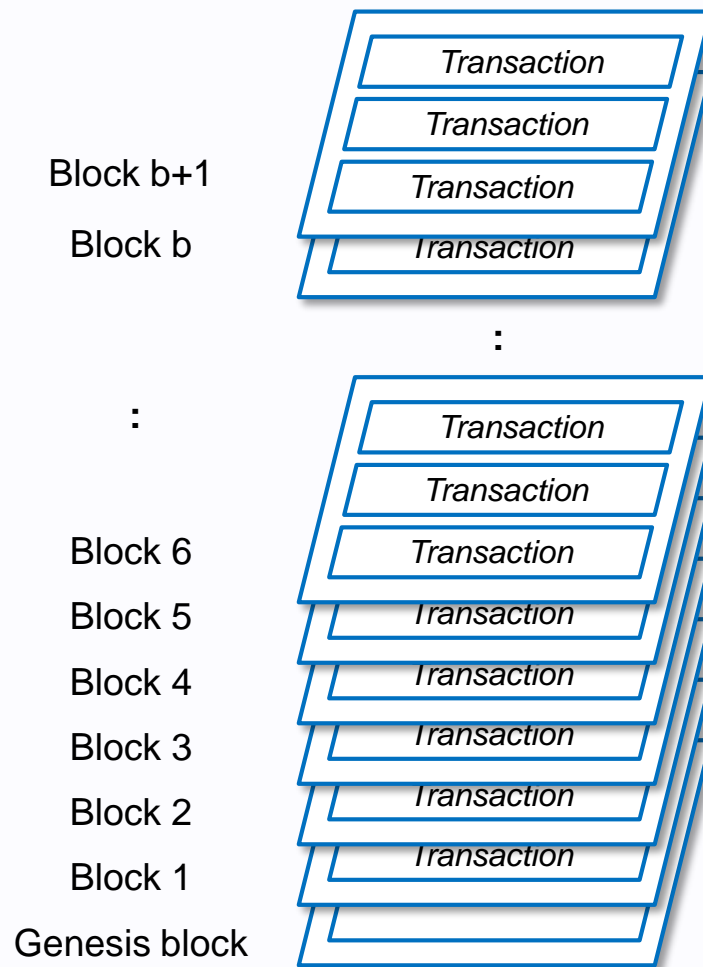 Transaction
Transaction
Block b+1
Transaction
Block b
Transaction
:
:
Transaction
Transaction
Block 6
Transaction
Block 5
Transaction
Block 4
Transaction
Block 3
Transaction
Block 2
Transaction
Block 1
Transaction
Genesis block